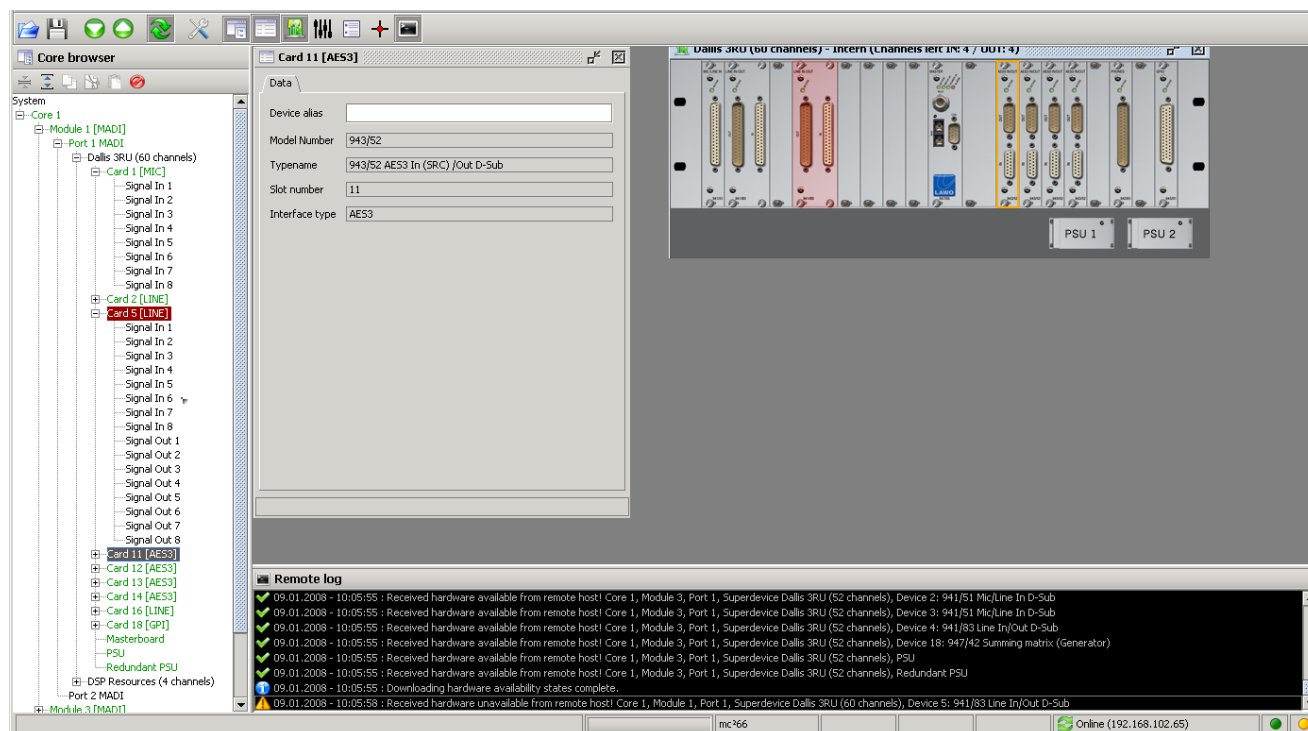 Core browser
System
Core 1
Module 1 [MADI]
Port 1 MADI
Dallis 3RU (60 channels)
Card 1 [MIC]
Signal In 1
Signal In 2
Signal In 3
Signal In 4
Signal In 5
Signal In 6
Signal In 7
Signal In 8
Card 2 [LINE]
Card 5 [LINE]
Signal In 1
Signal In 2
Signal In 3
Signal In 4
Signal In 5
Signal In 6
Signal In 7
Signal In 8
Signal Out 1
Signal Out 2
Signal Out 3
Signal Out 4
Signal Out 5
Signal Out 6
Signal Out 7
Signal Out 8
Card 11 [AES3]
Card 12 [AES3]
Card 13 [AES3]
Card 14 [AES3]
Card 16 [LINE]
Card 18 [GPI]
Masterboard
PSU
Redundant PSU
DSP Resources (4 channels)
Port 2 MADI
Module 3 [MADI]
Card 11 [AES3]
Data
Device alias
Model Number 943/52
Typename 943/52 AES3 In (SRC) /Out D-Sub
Slot number 11
Interface type AES3
Dallis 3RU (60 channels) - Intern (Channels left IN: 4 / OUT: 4)
LAWO
PSU 1 PSU 2
Remote log
09.01.2008 - 10:05:55 : Received hardware available from remote host! Core 1, Module 3, Port 1, Superdevice Dallis 3RU (52 channels), Device 2: 941/51 Mic/Line In D-Sub
09.01.2008 - 10:05:55 : Received hardware available from remote host! Core 1, Module 3, Port 1, Superdevice Dallis 3RU (52 channels), Device 3: 941/51 Mic/Line In D-Sub
09.01.2008 - 10:05:55 : Received hardware available from remote host! Core 1, Module 3, Port 1, Superdevice Dallis 3RU (52 channels), Device 4: 941/83 Line In/Out D-Sub
09.01.2008 - 10:05:55 : Received hardware available from remote host! Core 1, Module 3, Port 1, Superdevice Dallis 3RU (52 channels), Device 18: 947/42 Summing matrix (Generator)
09.01.2008 - 10:05:55 : Received hardware available from remote host! Core 1, Module 3, Port 1, Superdevice Dallis 3RU (52 channels), PSU
09.01.2008 - 10:05:55 : Received hardware available from remote host! Core 1, Module 3, Port 1, Superdevice Dallis 3RU (52 channels), Redundant PSU
09.01.2008 - 10:05:55 : Downloading hardware availability states complete.
09.01.2008 - 10:05:58 : Received hardware unavailable from remote host! Core 1, Module 1, Port 1, Superdevice Dallis 3RU (60 channels), Device 5: 941/83 Line In/Out D-Sub
mc²66
Online (192.168.102.65)